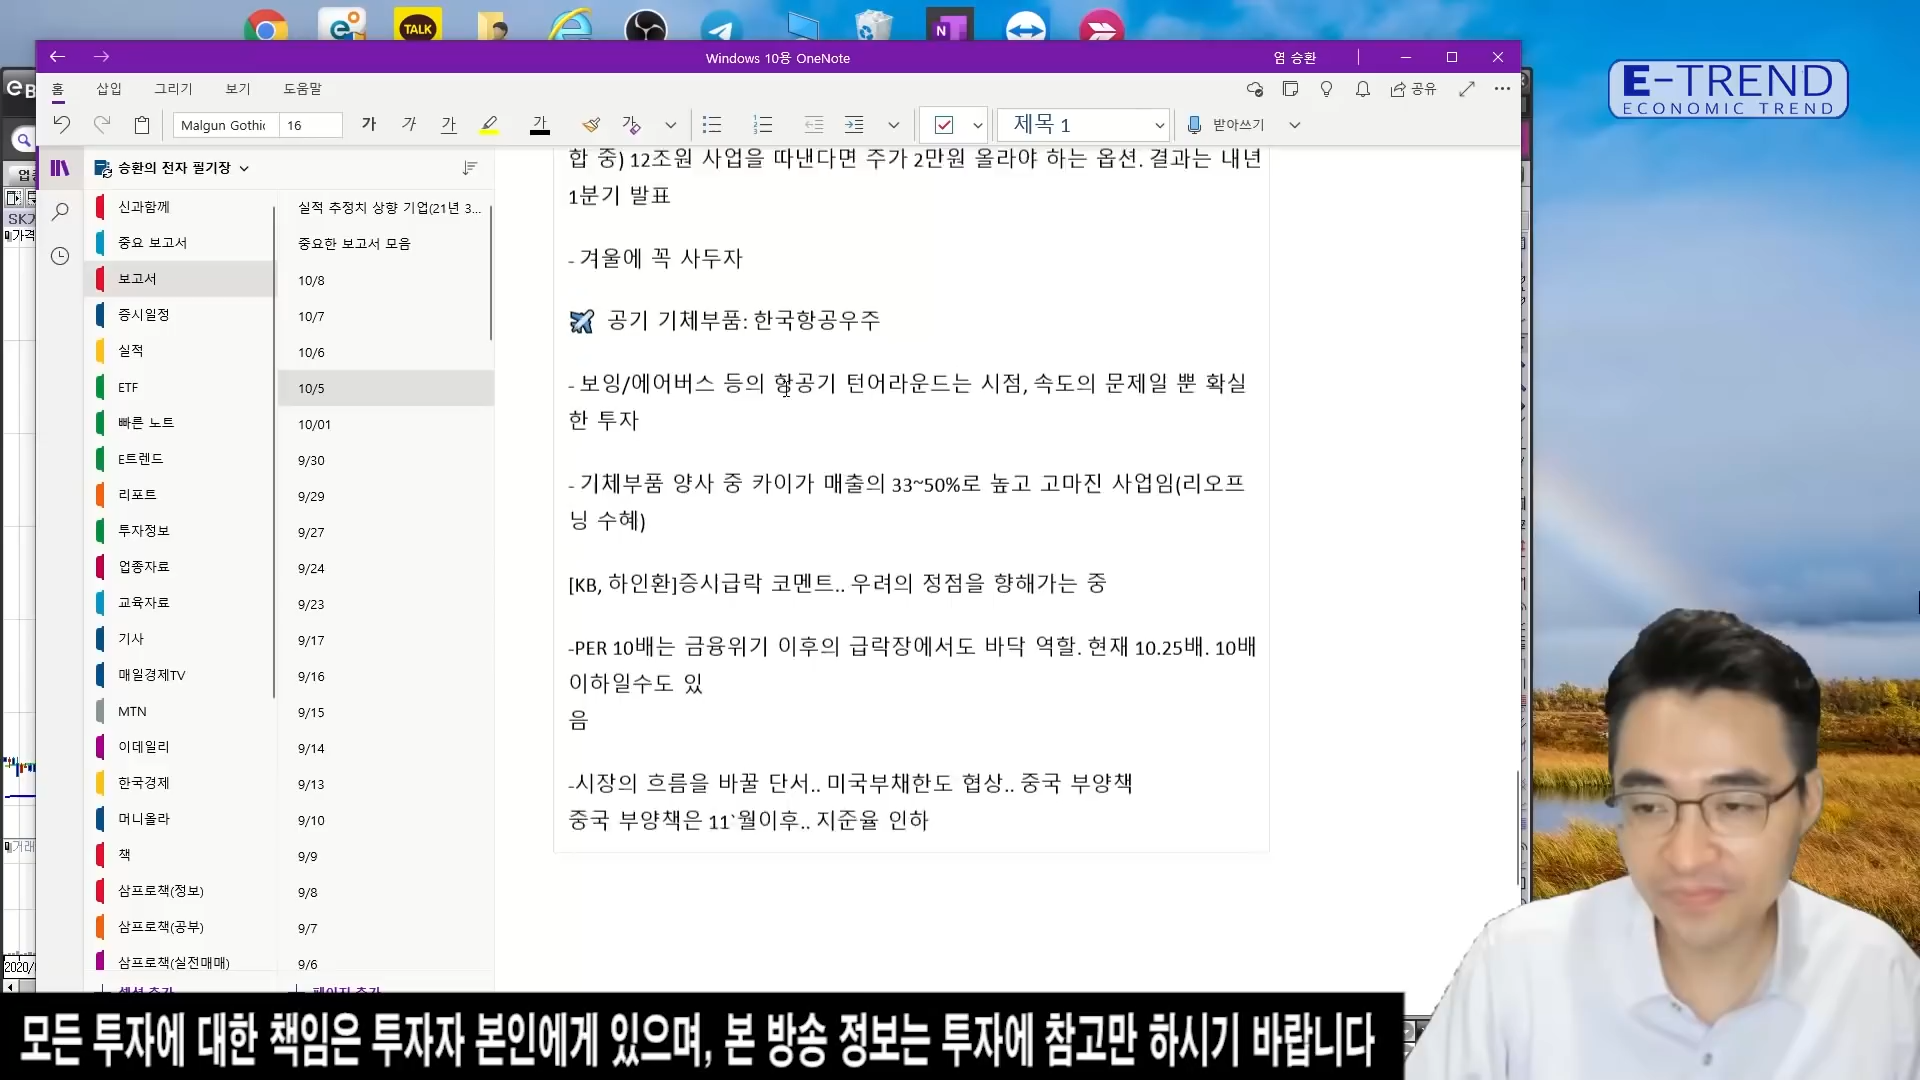 TALK
Windows 10용 OneNote
염 승환
홈
삽입
그리기
보기
도움말
공유
Malgun Gothic
16
가
가
가
가
가
제목 1
받아쓰기
승환의 전자 필기장
신과함께
중요 보고서
보고서
증시일정
실적
ETF
빠른 노트
E트렌드
리포트
투자정보
업종자료
교육자료
기사
매일경제TV
MTN
이데일리
한국경제
머니올라
책
삼프로책(정보)
삼프로책(공부)
삼프로책(실전매매)
실적 추정치 상향 기업(21년 3...
중요한 보고서 모음
10/8
10/7
10/6
10/5
10/01
9/30
9/29
9/27
9/24
9/23
9/17
9/16
9/15
9/14
9/13
9/10
9/9
9/8
9/7
9/6
합 중) 12조원 사업을 따낸다면 주가 2만원 올라야 하는 옵션. 결과는 내년
1분기 발표
- 겨울에 꼭 사두자
공기 기체부품: 한국항공우주
- 보잉/에어버스 등의 항공기 턴어라운드는 시점, 속도의 문제일 뿐 확실
한 투자
- 기체부품 양사 중 카이가 매출의 33~50%로 높고 고마진 사업임(리오프
닝 수혜)
[KB, 하인환]증시급락 코멘트.. 우려의 정점을 향해가는 중
-PER 10배는 금융위기 이후의 급락장에서도 바닥 역할. 현재 10.25배. 10배
이하일수도 있
음
-시장의 흐름을 바꿀 단서.. 미국부채한도 협상.. 중국 부양책
중국 부양책은 11`월이후.. 지준율 인하
E-TREND
ECONOMIC TREND
2020/
모든 투자에 대한 책임은 투자자 본인에게 있으며, 본 방송 정보는 투자에 참고만 하시기 바랍니다